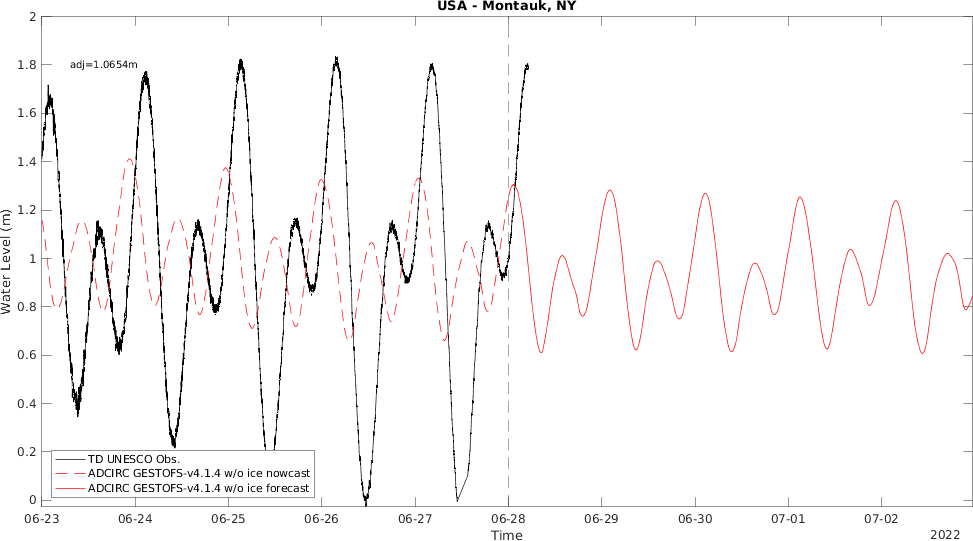 USA - Montauk, NY
2
1.8
1.6
1.4
1.2
1
0.8
0.6
0.4
0.2
0
Water Level (m)
adj=1.0654m
TD UNESCO Obs.
ADCIRC GESTOFS-v4.1.4 w/o ice nowcast
ADCIRC GESTOFS-v4.1.4 w/o ice forecast
06-23 06-24 06-25 06-26 06-27 06-28 06-29 06-30 07-01 07-02
Time
2022